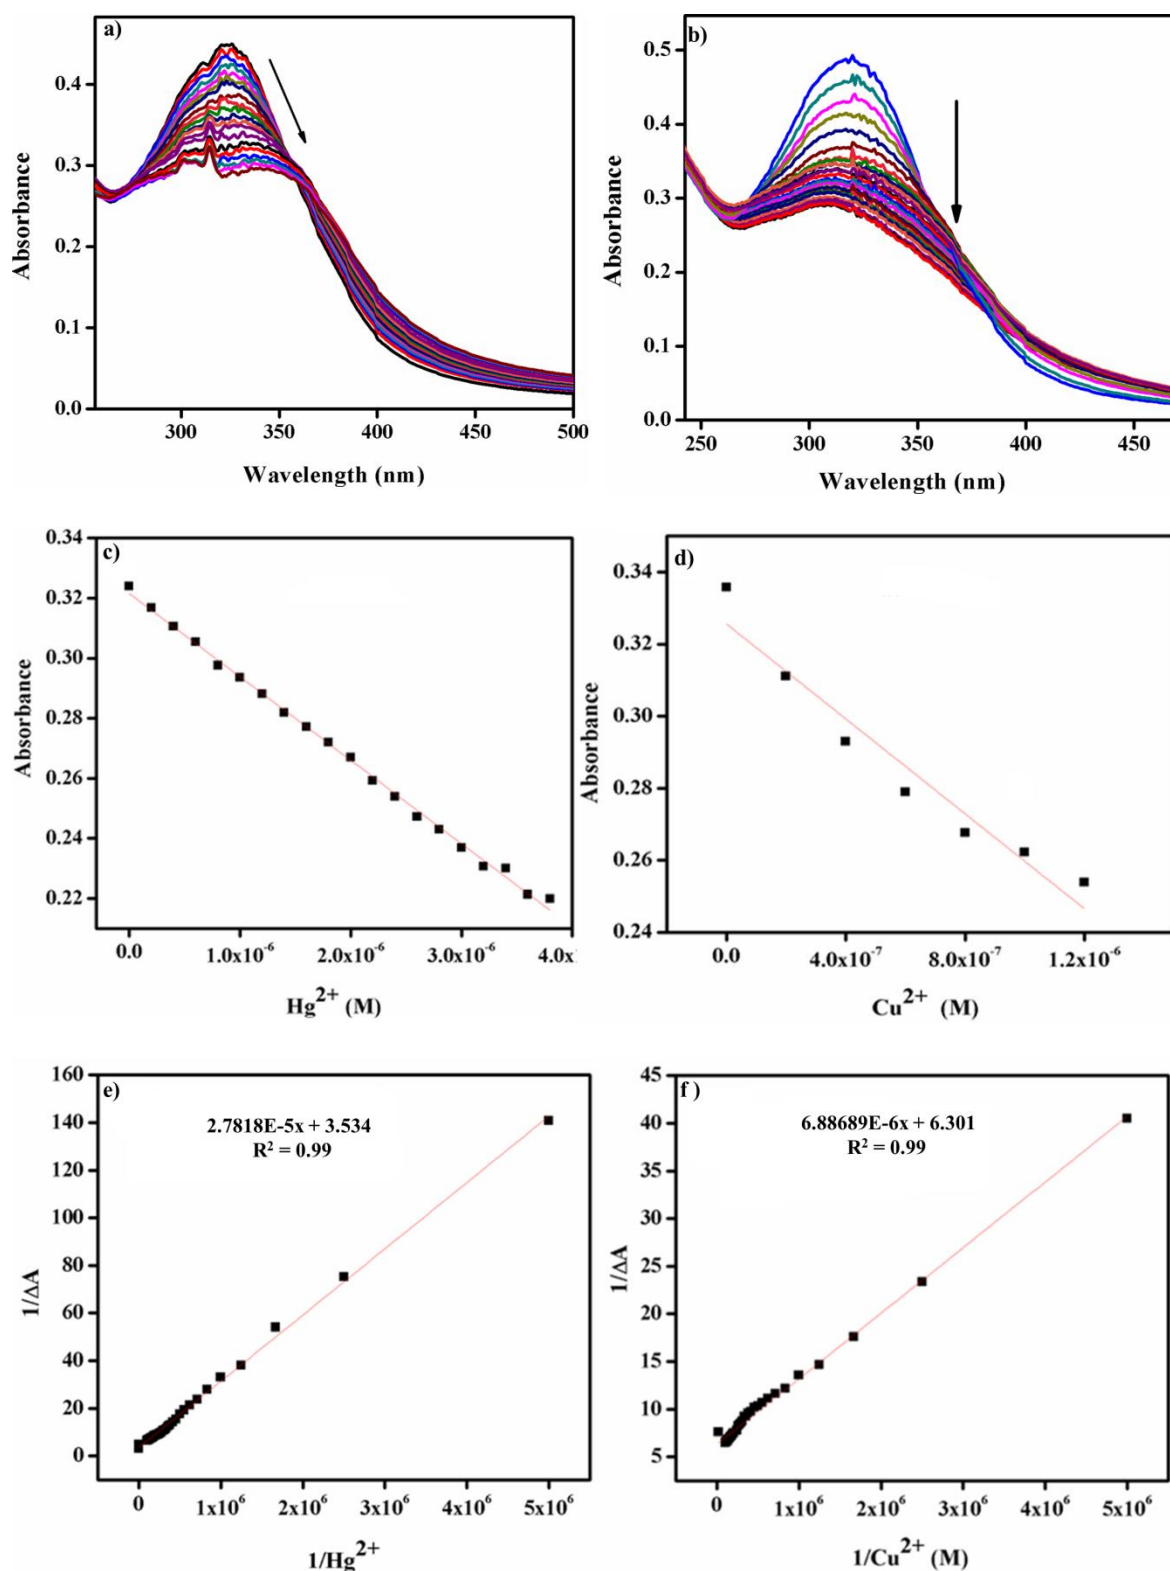 a)
Absorbance
0.4
0.3
0.2
0.1
0.0
300
350
400
450
500
Wavelength (nm)
b)
Absorbance
0.5
0.4
0.3
0.2
0.1
0.0
250
300
350
400
450
Wavelength (nm)
c)
Absorbance
0.34
0.32
0.30
0.28
0.26
0.24
0.22
0.0
1.0x10⁻⁶
2.0x10⁻⁶
3.0x10⁻⁶
4.0x
Hg²⁺ (M)
d)
Absorbance
0.34
0.32
0.30
0.28
0.26
0.24
0.0
4.0x10⁻⁷
8.0x10⁻⁷
1.2x10⁻⁶
Cu²⁺ (M)
e)
2.7818E-5x + 3.534
R² = 0.99
1/ΔA
160
140
120
100
80
60
40
20
0
0
1x10⁶
2x10⁶
3x10⁶
4x10⁶
5x10⁶
1/Hg²⁺
f)
6.88689E-6x + 6.301
R² = 0.99
1/ΔA
45
40
35
30
25
20
15
10
5
0
1x10⁶
2x10⁶
3x10⁶
4x10⁶
5x10⁶
1/Cu²⁺ (M)